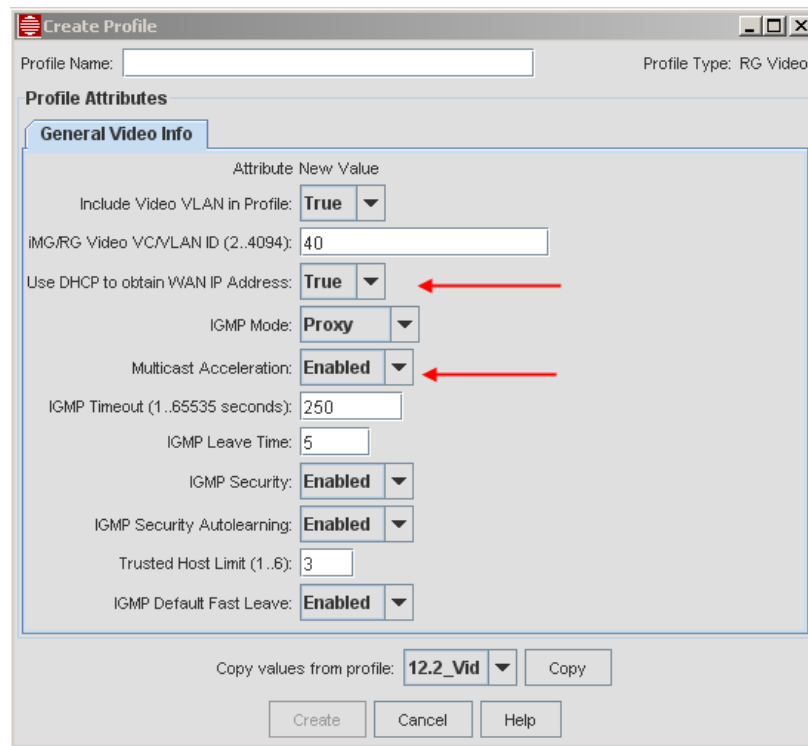 Create Profile
Profile Name: Profile Type: RG Video
Profile Attributes
General Video Info
Attribute New Value
Include Video VLAN in Profile: True
iMG/RG Video VC/VLAN ID (2..4094): 40
Use DHCP to obtain WAN IP Address: True
IGMP Mode: Proxy
Multicast Acceleration: Enabled
IGMP Timeout (1..65535 seconds): 250
IGMP Leave Time: 5
IGMP Security: Enabled
IGMP Security Autolearning: Enabled
Trusted Host Limit (1..6): 3
IGMP Default Fast Leave: Enabled
Copy values from profile: 12.2_Vid Copy
Create Cancel Help